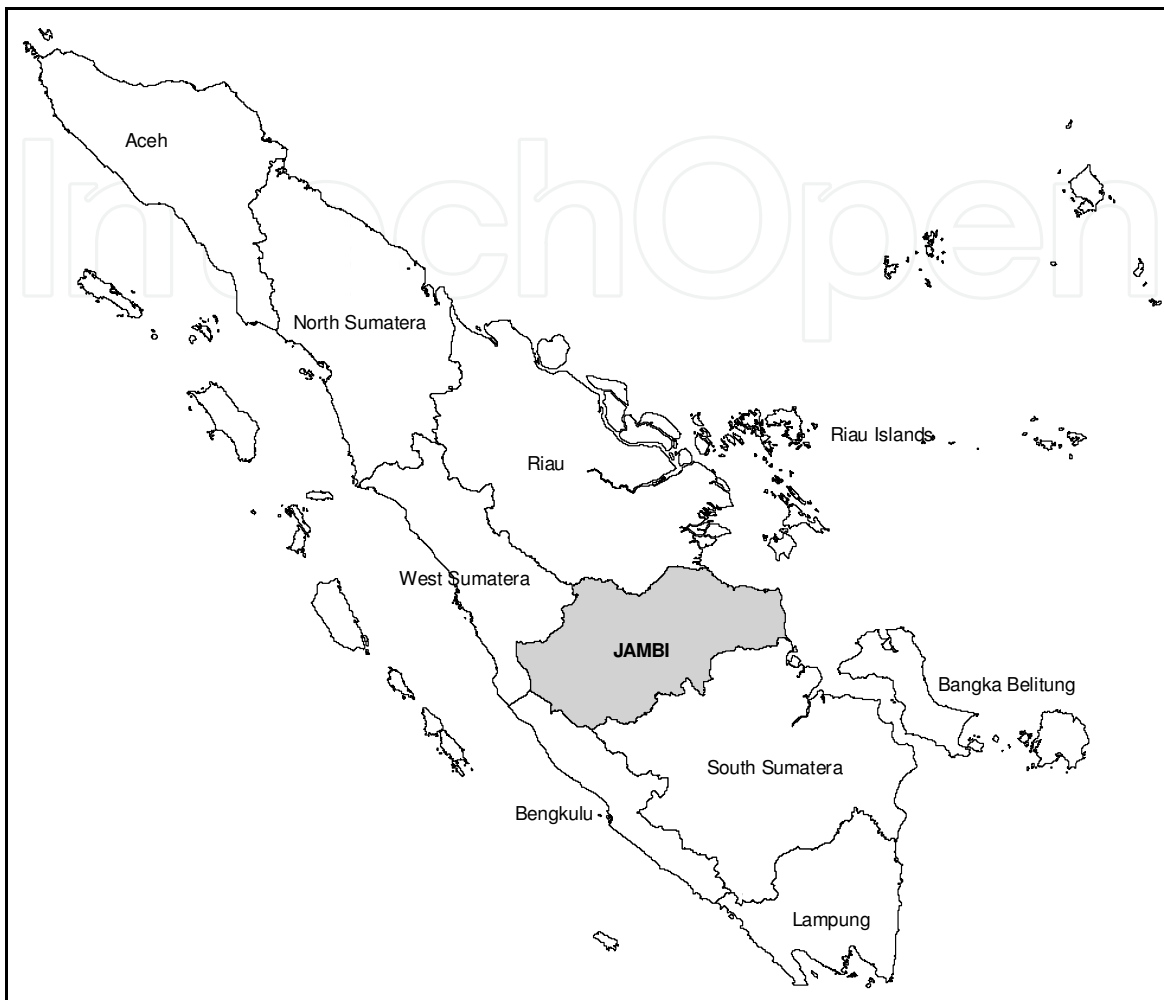 Aceh
IntechOpen
North Sumatera
Riau Islands
Riau
West Sumatera
JAMBI
Bangka Belitung
South Sumatera
Bengkulu
Lampung